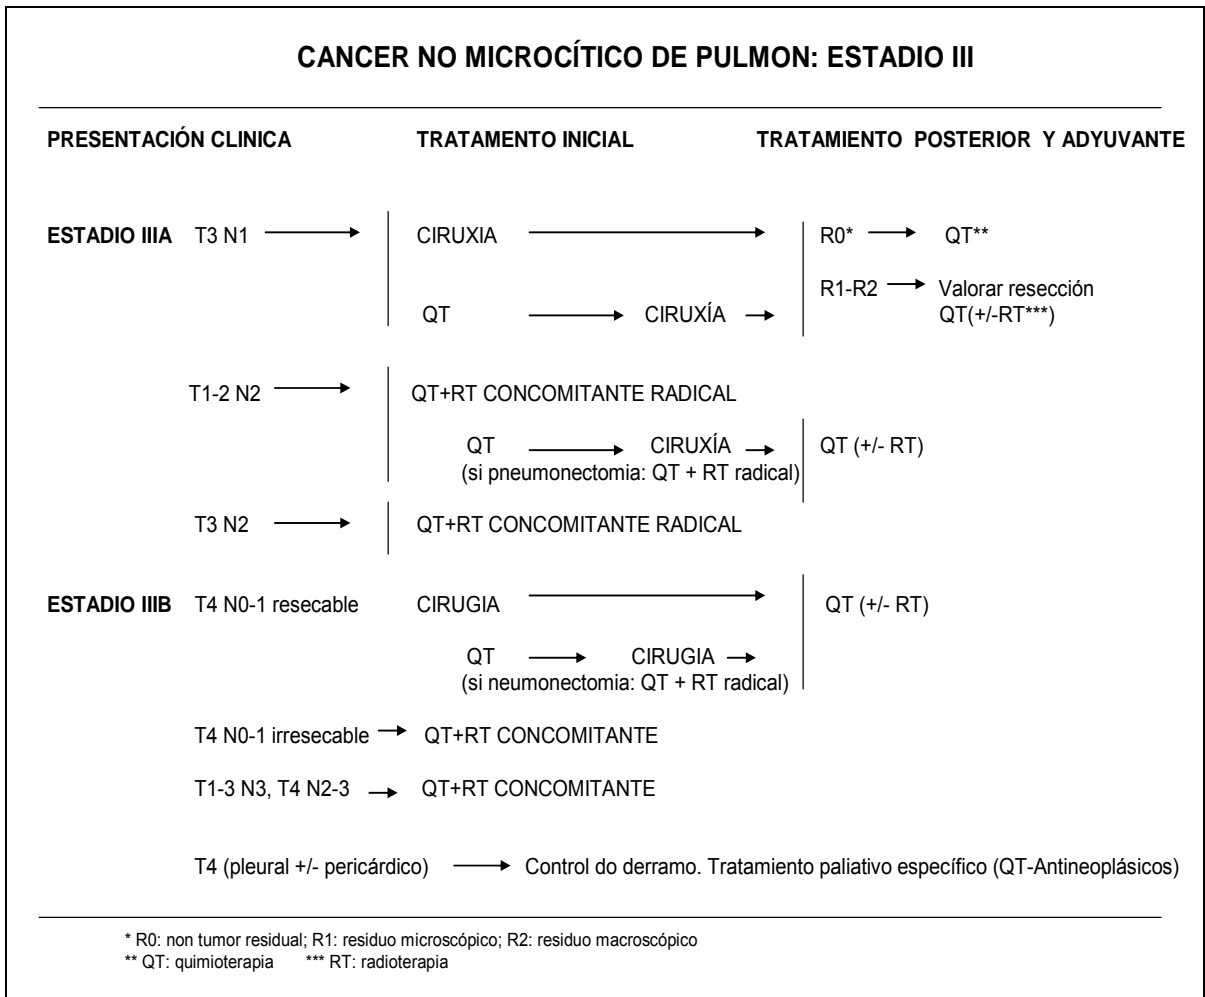 CANCER NO MICROCÍTICO DE PULMON: ESTADIO III
PRESENTACIÓN CLINICA TRATAMENTO INICIAL TRATAMIENTO POSTERIOR Y ADYUVANTE
ESTADIO IIIA T3 N1 CIRUXIA R0* QT**
R1-R2 Valorar resección
QT CIRUXÍA QT(+/-RT***)
T1-2 N2 QT+RT CONCOMITANTE RADICAL
QT CIRUXÍA QT (+/- RT)
(si pneumonectomia: QT + RT radical)
T3 N2 QT+RT CONCOMITANTE RADICAL
ESTADIO IIIB T4 N0-1 resecable CIRUGIA QT (+/- RT)
QT CIRUGIA
(si neumonectomia: QT + RT radical)
T4 N0-1 irresecable QT+RT CONCOMITANTE
T1-3 N3, T4 N2-3 QT+RT CONCOMITANTE
T4 (pleural +/- pericárdico) Control do derramo. Tratamiento paliativo específico (QT-Antineoplásicos)
* R0: non tumor residual; R1: residuo microscópico; R2: residuo macroscópico
** QT: quimioterapia *** RT: radioterapia